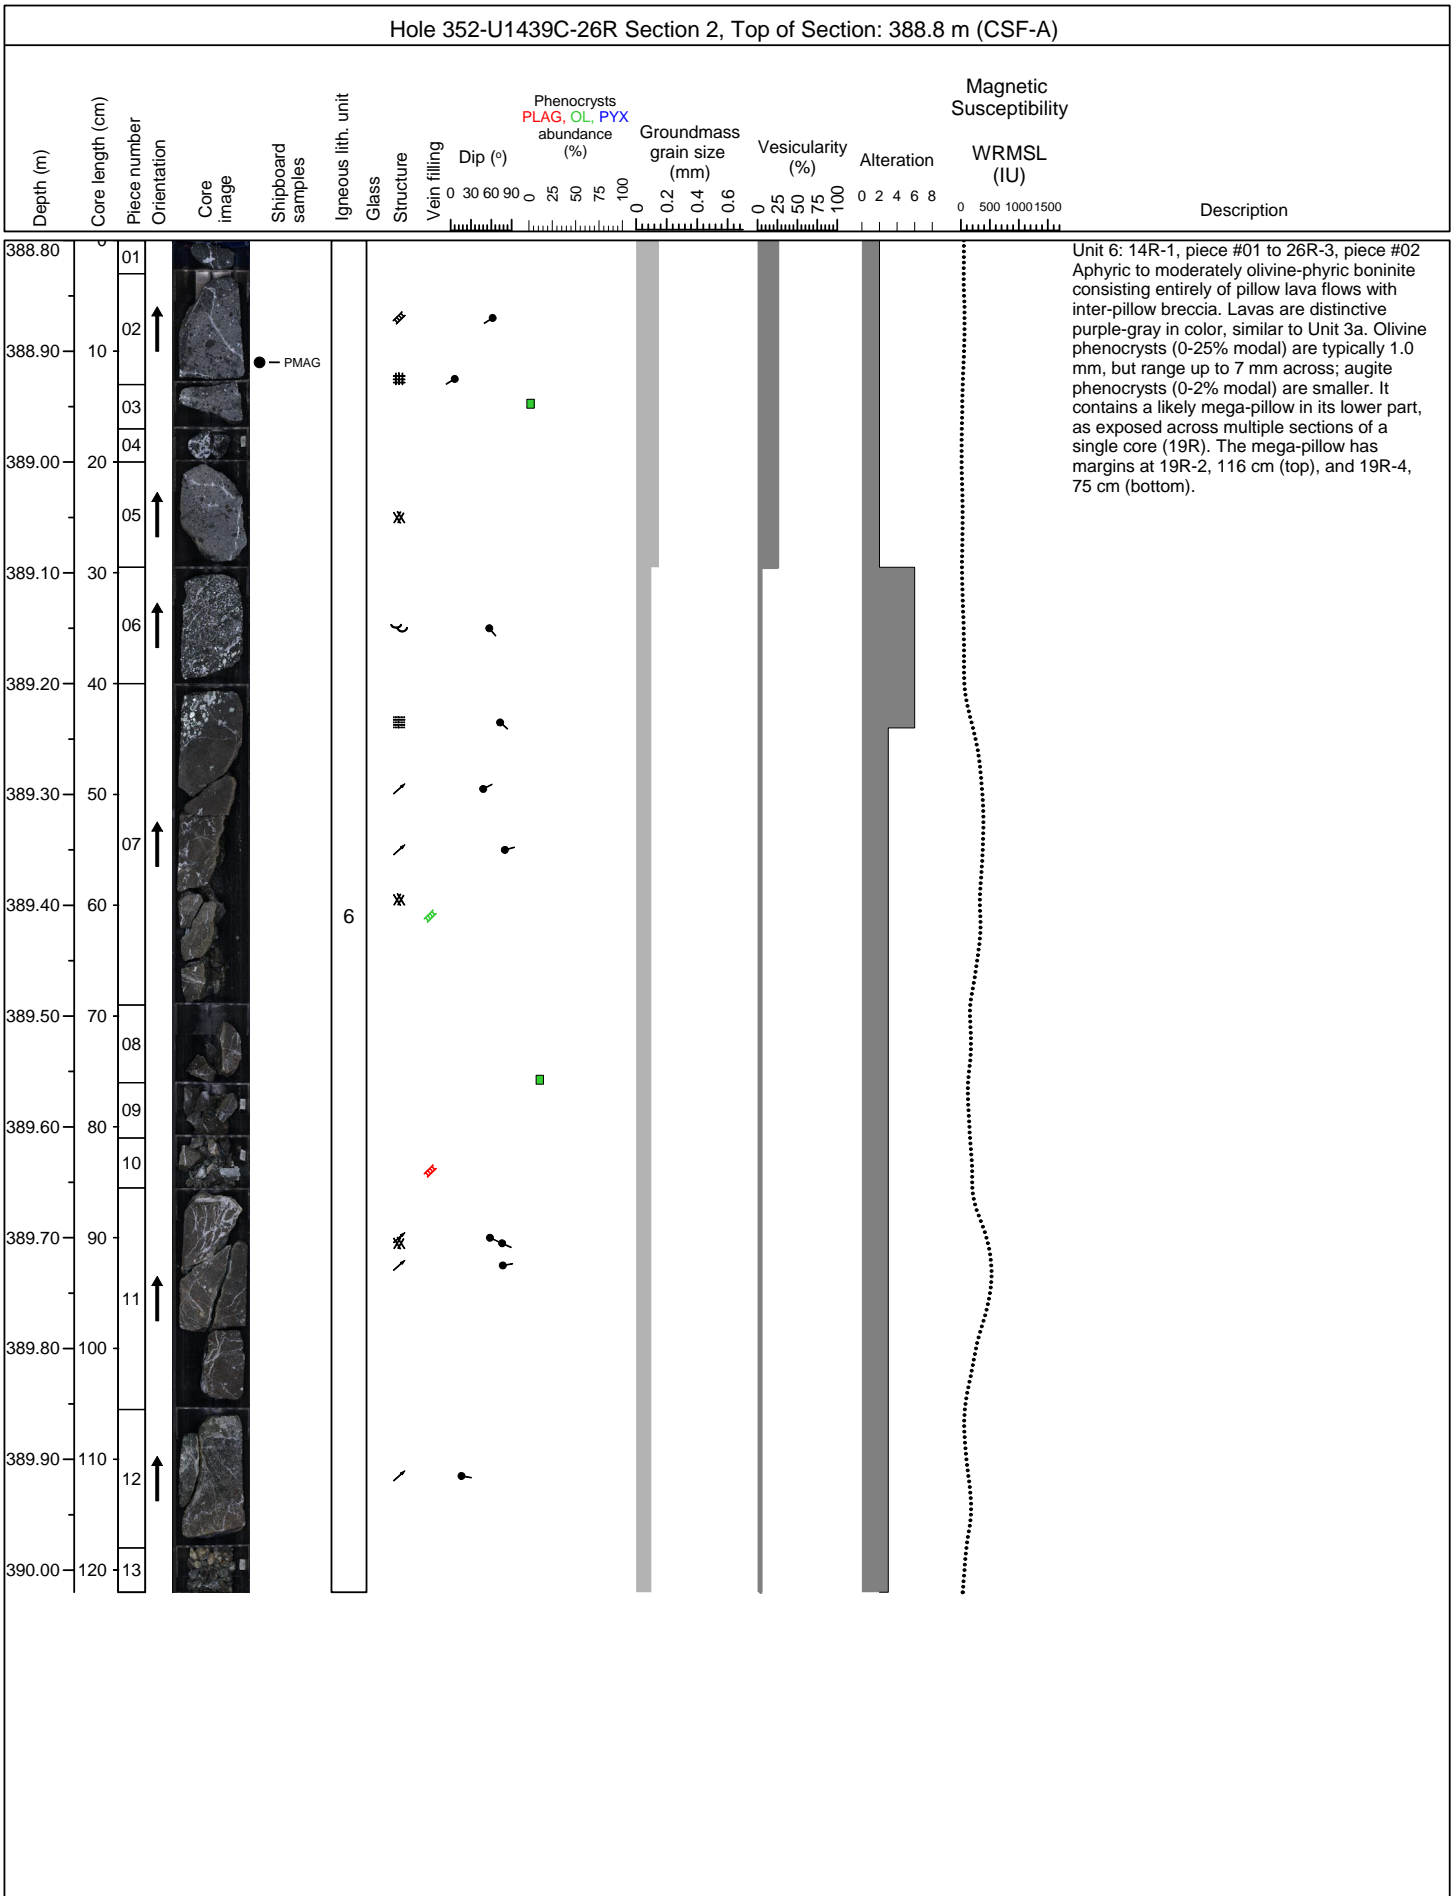 Hole 352-U1439C-26R Section 2, Top of Section: 388.8 m (CSF-A)
Depth (m)
Core length (cm)
Piece number
Orientation
Core
image
Shipboard
samples
Igneous lith. unit
Glass
Structure
Vein filling
Dip (o)
0 30 60 90
Phenocrysts
PLAG, OL, PYX
abundance
(%)
0 25 50 75 100
Groundmass
grain size
(mm)
0 0.2 0.4 0.6
Vesicularity
(%)
0 25 50 75 100
Alteration
0 2 4 6 8
Magnetic
Susceptibility
WRMSL
(IU)
0 500 1000 1500
Description
388.80
388.90
389.00
389.10
389.20
389.30
389.40
389.50
389.60
389.70
389.80
389.90
390.00
0
10
20
30
40
50
60
70
80
90
100
110
120
01
02
03
04
05
06
07
08
09
10
11
12
13
PMAG
6
Unit 6: 14R-1, piece #01 to 26R-3, piece #02
Aphyric to moderately olivine-phyric boninite
consisting entirely of pillow lava flows with
inter-pillow breccia. Lavas are distinctive
purple-gray in color, similar to Unit 3a. Olivine
phenocrysts (0-25% modal) are typically 1.0
mm, but range up to 7 mm across; augite
phenocrysts (0-2% modal) are smaller. It
contains a likely mega-pillow in its lower part,
as exposed across multiple sections of a
single core (19R). The mega-pillow has
margins at 19R-2, 116 cm (top), and 19R-4,
75 cm (bottom).